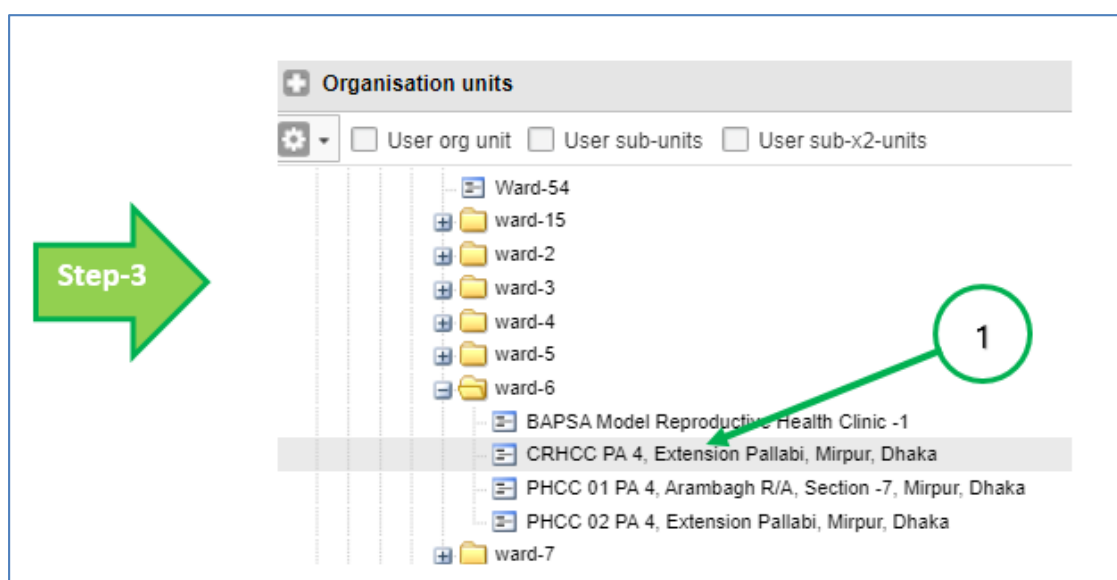 Organisation units
User org unit User sub-units User sub-x2-units
Ward-54
ward-15
ward-2
Step-3
ward-3
ward-4
1
ward-5
ward-6
BAPSA Model Reproductive Health Clinic -1
CRHCC PA 4, Extension Pallabi, Mirpur, Dhaka
PHCC 01 PA 4, Arambagh R/A, Section -7, Mirpur, Dhaka
PHCC 02 PA 4, Extension Pallabi, Mirpur, Dhaka
ward-7